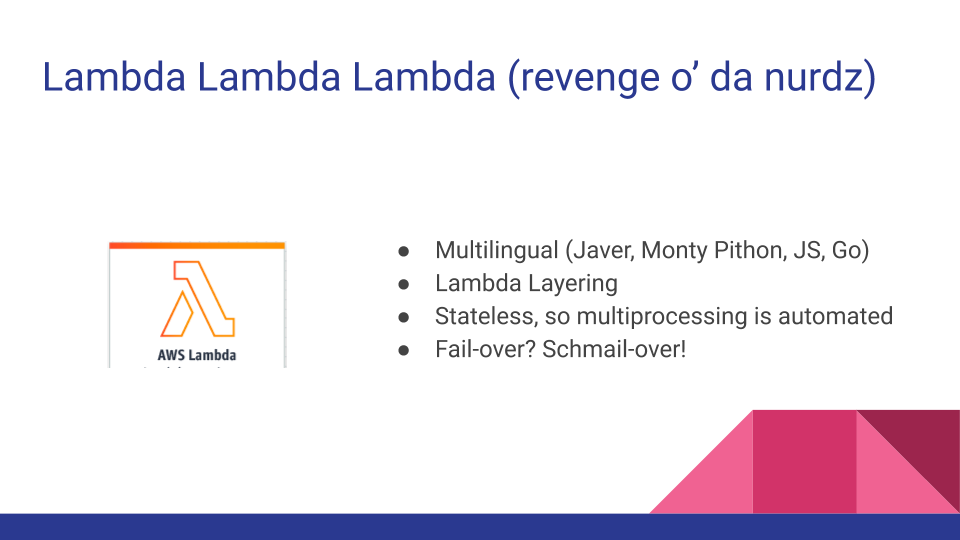 Lambda Lambda Lambda (revenge o’ da nurdz)
AWS Lambda
● Multilingual (Javer, Monty Pithon, JS, Go)
● Lambda Layering
● Stateless, so multiprocessing is automated
● Fail-over? Schmail-over!